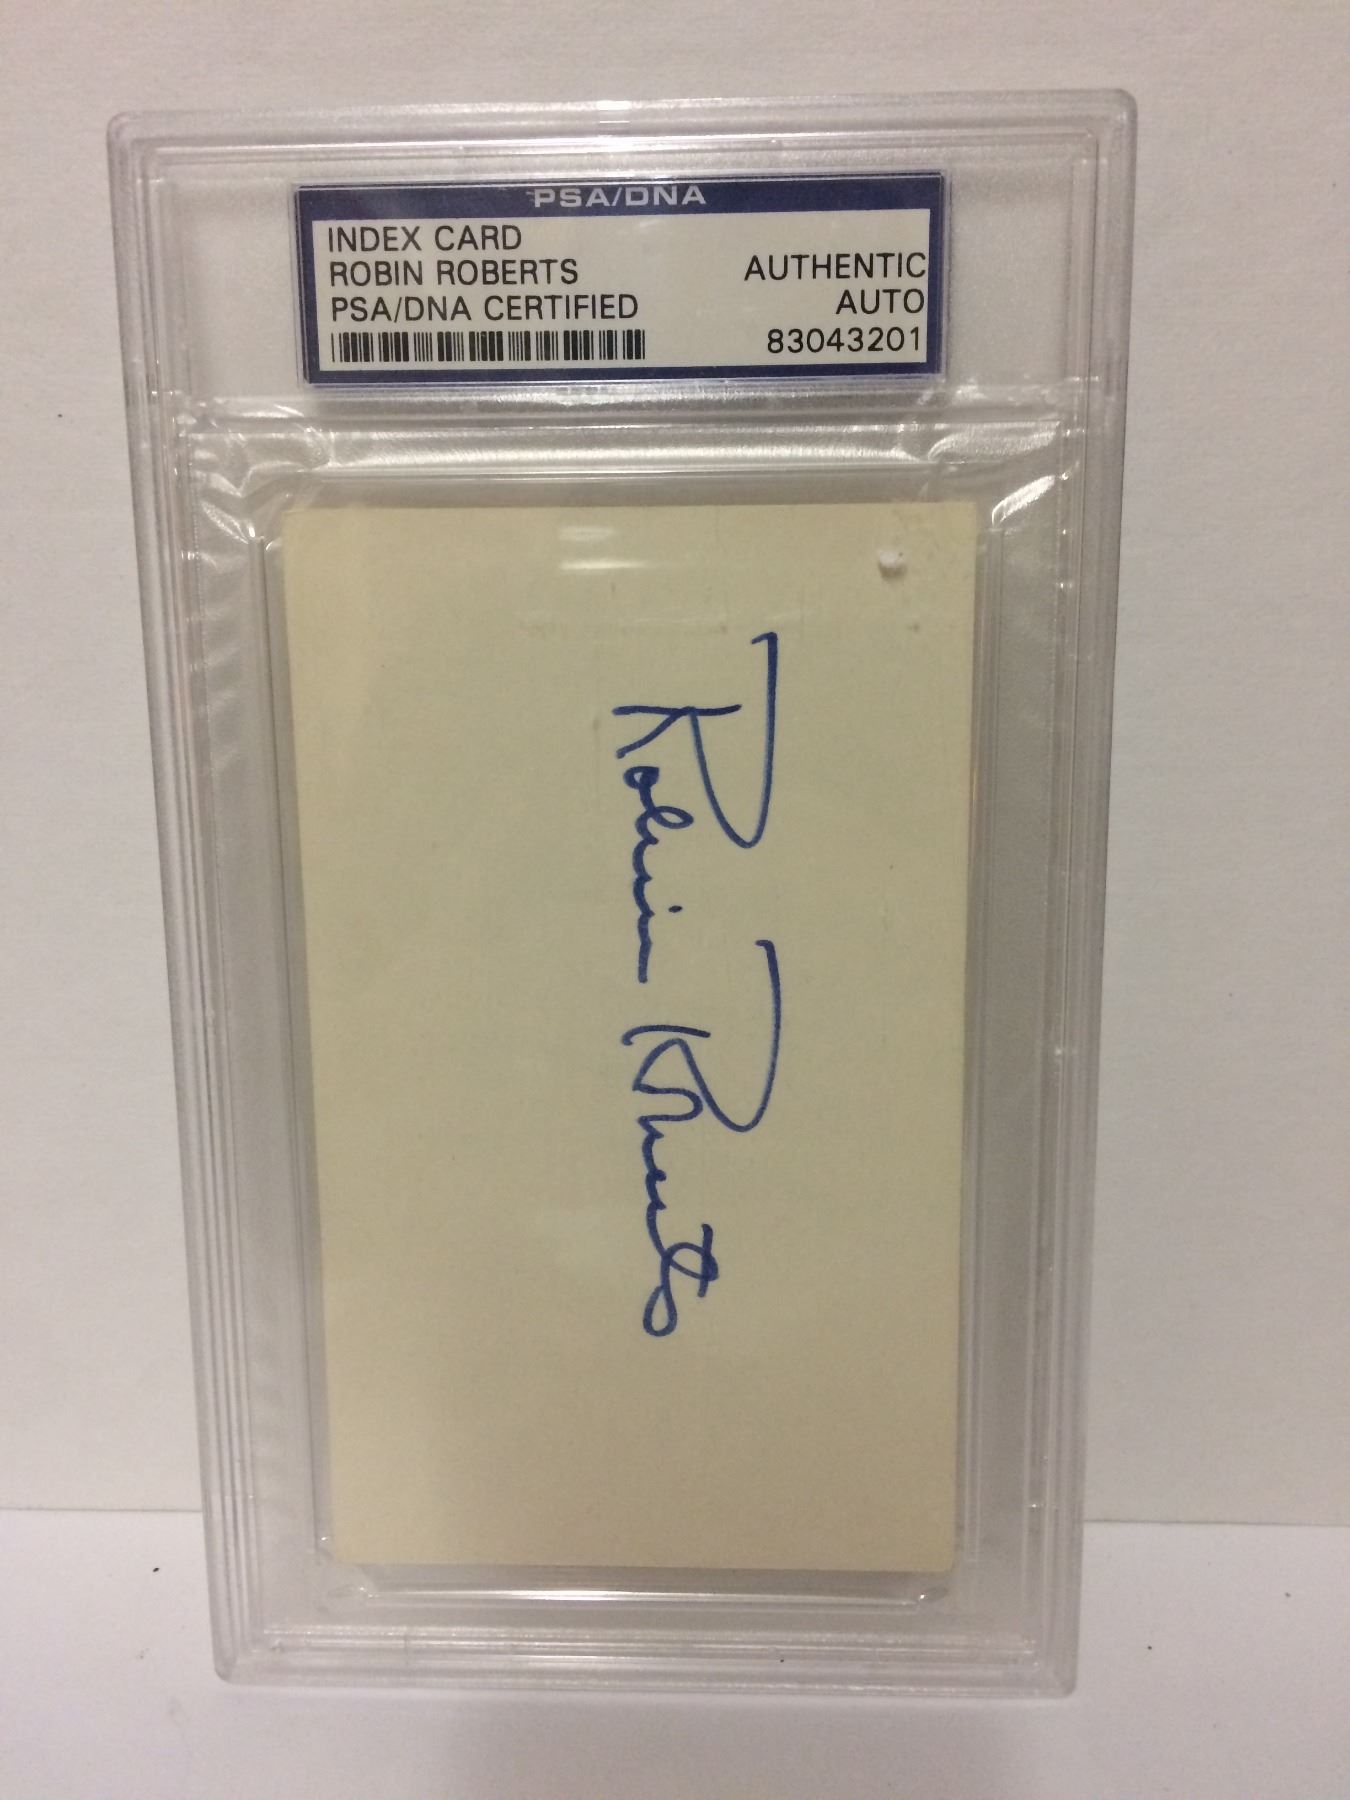 PSA/DNA
INDEX CARD
ROBIN ROBERTS
PSA/DNA CERTIFIED
AUTHENTIC
AUTO
83043201
Robin Roberts